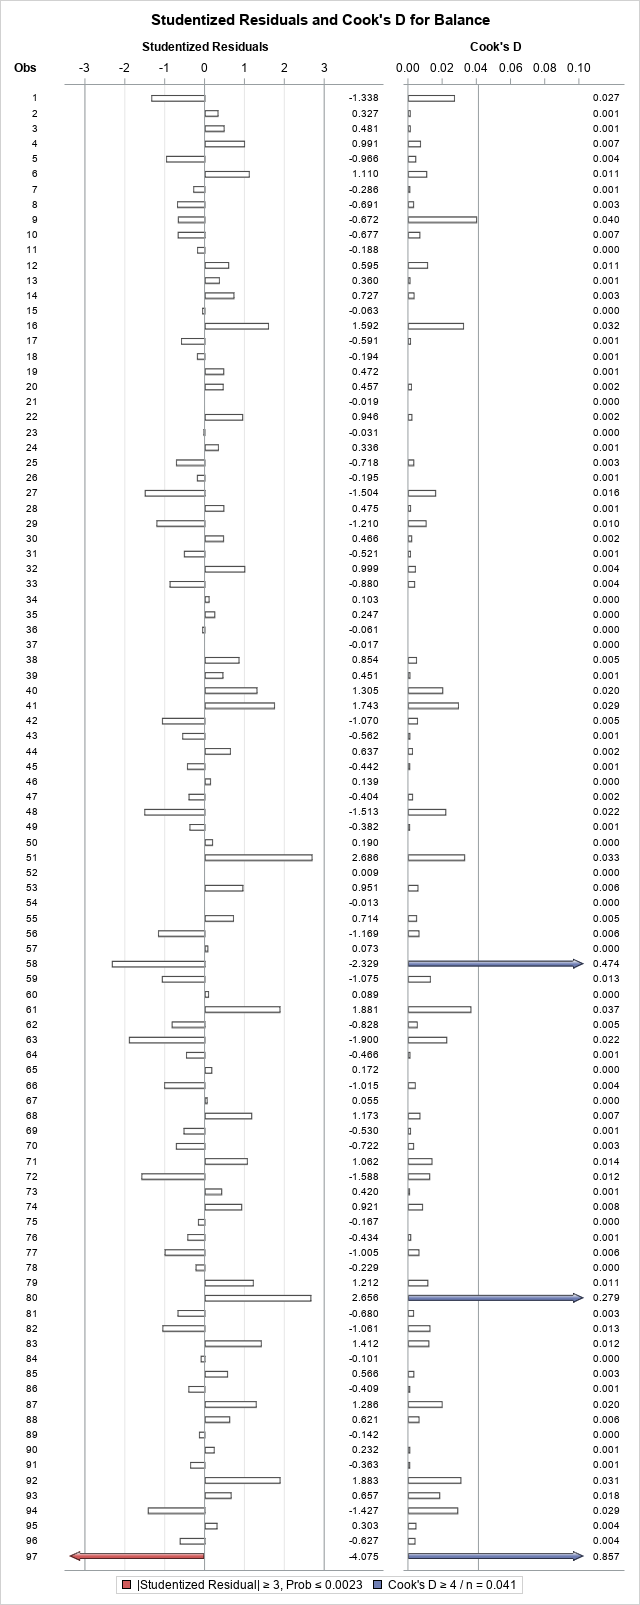 Studentized Residuals and Cook's D for Balance
Studentized Residuals Cook's D
Obs -3 -2 -1 0 1 2 3 0.00 0.02 0.04 0.06 0.08 0.10
1 -1.338 0.027
2 0.327 0.001
3 0.481 0.001
4 0.991 0.007
5 -0.966 0.004
6 1.110 0.011
7 -0.286 0.001
8 -0.691 0.003
9 -0.672 0.040
10 -0.677 0.007
11 -0.188 0.000
12 0.595 0.011
13 0.360 0.001
14 0.727 0.003
15 -0.063 0.000
16 1.592 0.032
17 -0.591 0.001
18 -0.194 0.001
19 0.472 0.001
20 0.457 0.002
21 -0.019 0.000
22 0.946 0.002
23 -0.031 0.000
24 0.336 0.001
25 -0.718 0.003
26 -0.195 0.001
27 -1.504 0.016
28 0.475 0.001
29 -1.210 0.010
30 0.466 0.002
31 -0.521 0.001
32 0.999 0.004
33 -0.880 0.004
34 0.103 0.000
35 0.247 0.000
36 -0.061 0.000
37 -0.017 0.000
38 0.854 0.005
39 0.451 0.001
40 1.305 0.020
41 1.743 0.029
42 -1.070 0.005
43 -0.562 0.001
44 0.637 0.002
45 -0.442 0.001
46 0.139 0.000
47 -0.404 0.002
48 -1.513 0.022
49 -0.382 0.001
50 0.190 0.000
51 2.686 0.033
52 0.009 0.000
53 0.951 0.006
54 -0.013 0.000
55 0.714 0.005
56 -1.169 0.006
57 0.073 0.000
58 -2.329 0.474
59 -1.075 0.013
60 0.089 0.000
61 1.881 0.037
62 -0.828 0.005
63 -1.900 0.022
64 -0.466 0.001
65 0.172 0.000
66 -1.015 0.004
67 0.055 0.000
68 1.173 0.007
69 -0.530 0.001
70 -0.722 0.003
71 1.062 0.014
72 -1.588 0.012
73 0.420 0.001
74 0.921 0.008
75 -0.167 0.000
76 -0.434 0.001
77 -1.005 0.006
78 -0.229 0.000
79 1.212 0.011
80 2.656 0.279
81 -0.680 0.003
82 -1.061 0.013
83 1.412 0.012
84 -0.101 0.000
85 0.566 0.003
86 -0.409 0.001
87 1.286 0.020
88 0.621 0.006
89 -0.142 0.000
90 0.232 0.001
91 -0.363 0.001
92 1.883 0.031
93 0.657 0.018
94 -1.427 0.029
95 0.303 0.004
96 -0.627 0.004
97 -4.075 0.857
|Studentized Residual| ≥ 3, Prob ≤ 0.0023 Cook's D ≥ 4 / n = 0.041